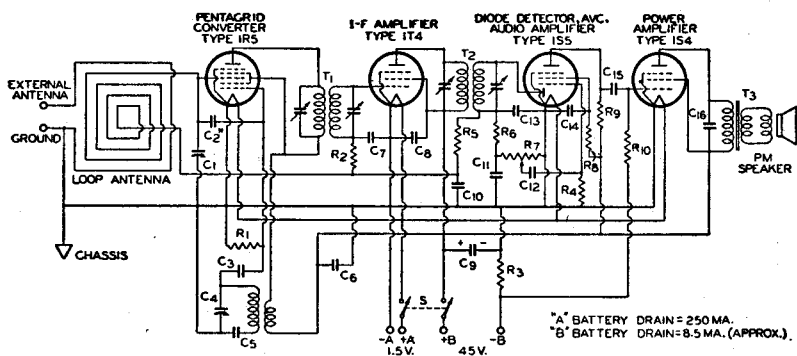 PENTAGRID
CONVERTER
TYPE 1R5
I-F AMPLIFIER
TYPE 1T4
DIODE DETECTOR, AVC.
AUDIO AMPLIFIER
TYPE 1S5
POWER
AMPLIFIER
TYPE 1S4
EXTERNAL
ANTENNA
GROUND
LOOP ANTENNA
CHASSIS
C2*
C1
T1
R2
C7
C8
T2
R5
C10
R6
C11
C13
R7
C12
C14
R4
R8
R9
C15
R10
C16
T3
PM
SPEAKER
R1
C3
C4
C5
C6
+ C9 -
R3
S
-A +A
1.5 V.
+B -B
45 V.
"A" BATTERY DRAIN = 250 MA.
"B" BATTERY DRAIN = 8.5 MA. (APPROX.)